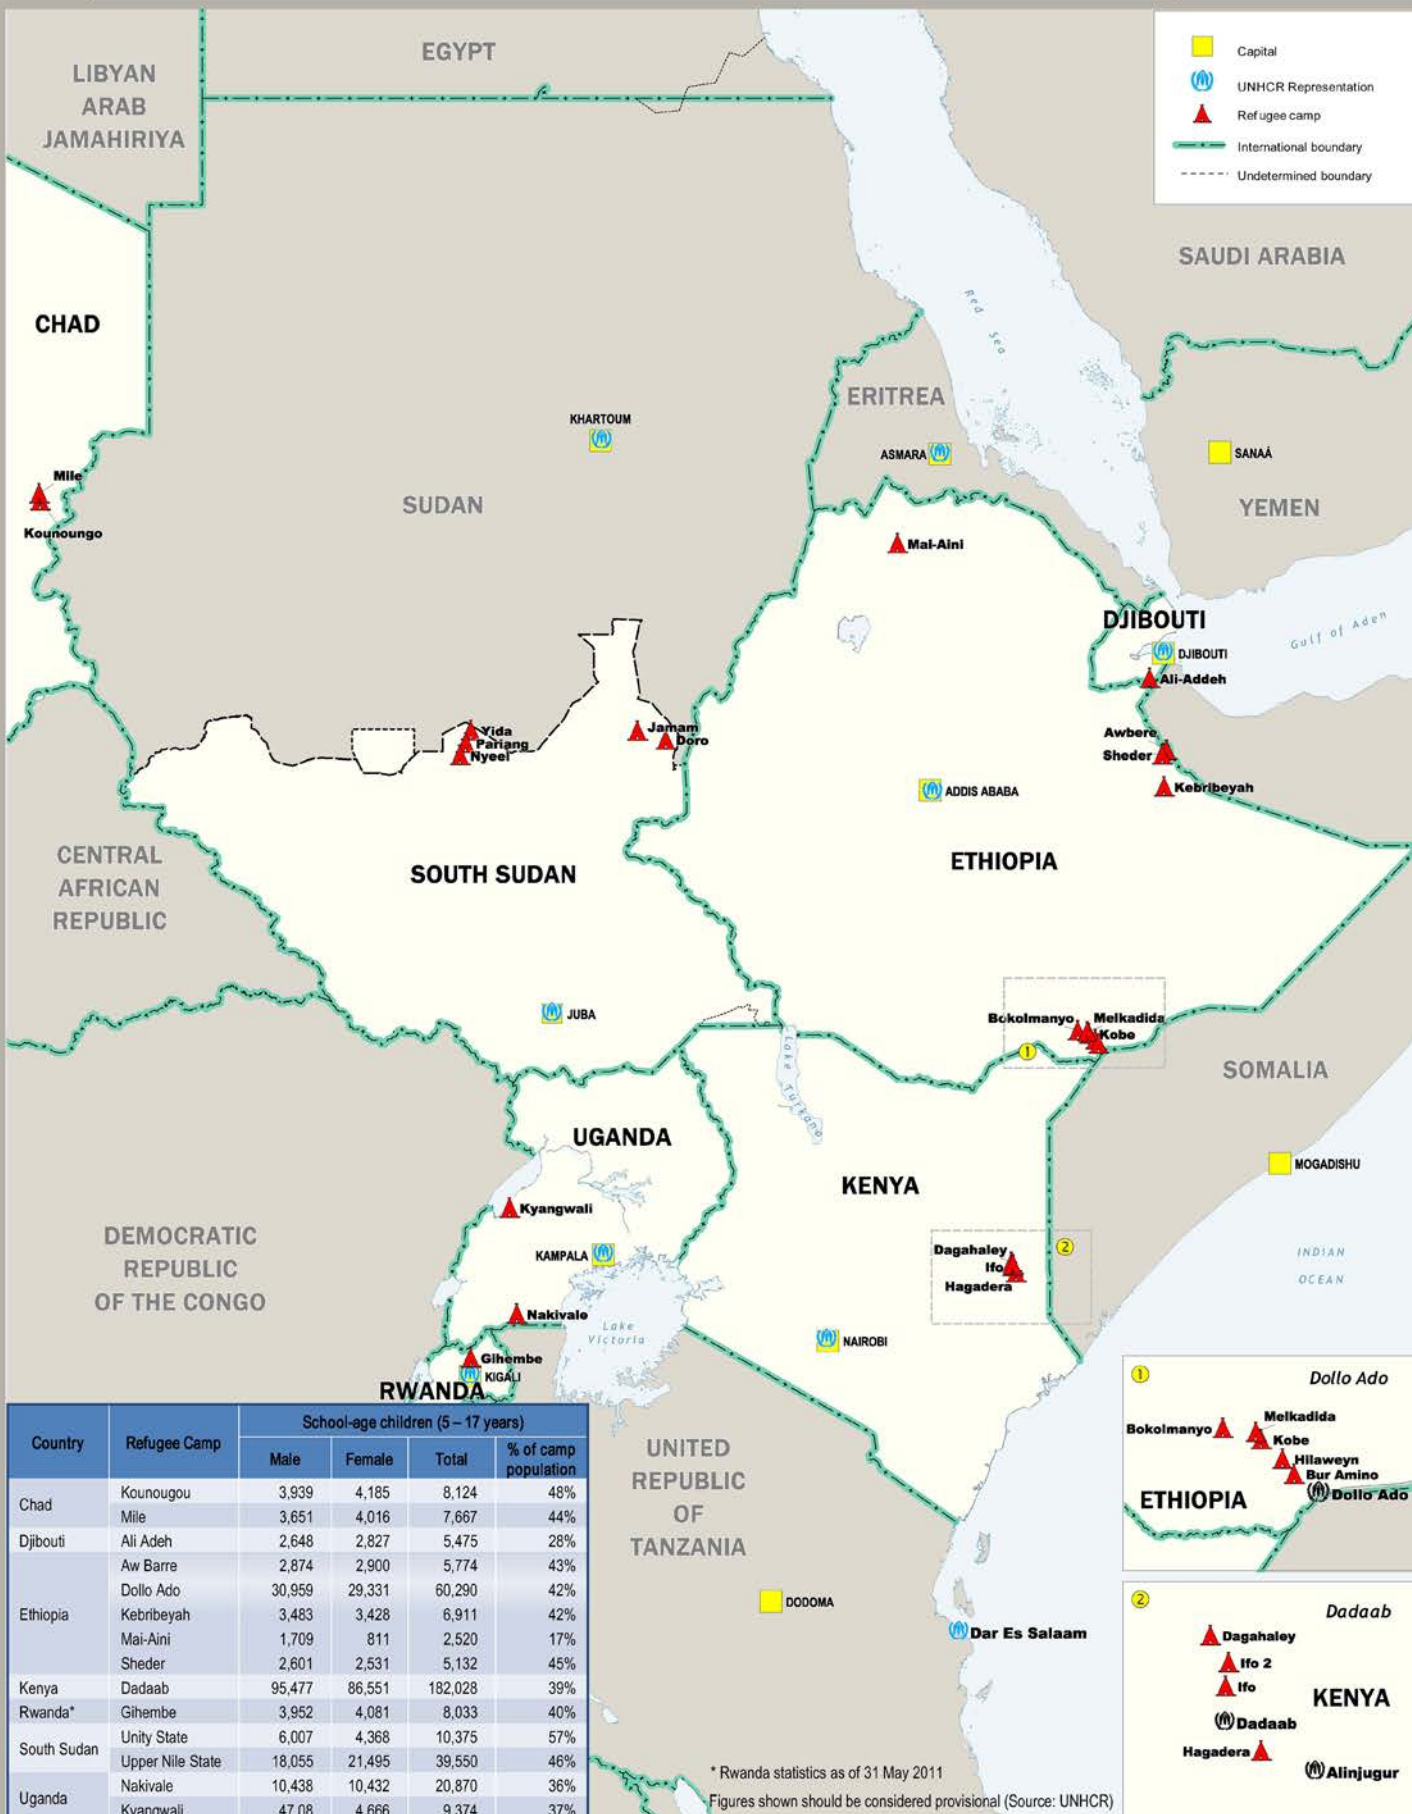 Capital
UNHCR Representation
Refugee camp
International boundary
Undetermined boundary
EGYPT
LIBYAN
ARAB
JAMAHIRIYA
SAUDI ARABIA
CHAD
Red Sea
ERITREA
KHARTOUM
ASMARA
SANAÁ
Mile
SUDAN
YEMEN
Kounoungo
Mai-Aini
DJIBOUTI
Gulf of Aden
DJIBOUTI
Ali-Addeh
Yida
Jamam
Pariang
Doro
Nyeel
Awbere
Sheder
Kebribeyah
ADDIS ABABA
CENTRAL
AFRICAN
REPUBLIC
SOUTH SUDAN
ETHIOPIA
JUBA
Bokolmanyo
Melkadida
Kobe
1
Lake Turkana
SOMALIA
UGANDA
MOGADISHU
KENYA
Kyangwali
DEMOCRATIC
REPUBLIC
OF THE CONGO
KAMPALA
Dagahaley
2
Ifo
Hagadera
INDIAN
OCEAN
Nakivale
Lake
Victoria
NAIROBI
Gihembe
KIGALI
RWANDA
UNITED
REPUBLIC
OF
TANZANIA
DODOMA
Dar Es Salaam
1
Dollo Ado
Bokolmanyo
Melkadida
Kobe
Hilaweyn
Bur Amino
Dollo Ado
ETHIOPIA
2
Dadaab
Dagahaley
Ifo 2
Ifo
KENYA
Dadaab
Hagadera
Alinjugur
Country Refugee Camp School-age children (5 – 17 years)
Male Female Total % of camp population
Chad Kounougou 3,939 4,185 8,124 48%
Mile 3,651 4,016 7,667 44%
Djibouti Ali Adeh 2,648 2,827 5,475 28%
Ethiopia Aw Barre 2,874 2,900 5,774 43%
Dollo Ado 30,959 29,331 60,290 42%
Kebribeyah 3,483 3,428 6,911 42%
Mai-Aini 1,709 811 2,520 17%
Sheder 2,601 2,531 5,132 45%
Kenya Dadaab 95,477 86,551 182,028 39%
Rwanda* Gihembe 3,952 4,081 8,033 40%
South Sudan Unity State 6,007 4,368 10,375 57%
Upper Nile State 18,055 21,495 39,550 46%
Uganda Nakivale 10,438 10,432 20,870 36%
Kyangwali 47,08 4,666 9,374 37%
* Rwanda statistics as of 31 May 2011
Figures shown should be considered provisional (Source: UNHCR)